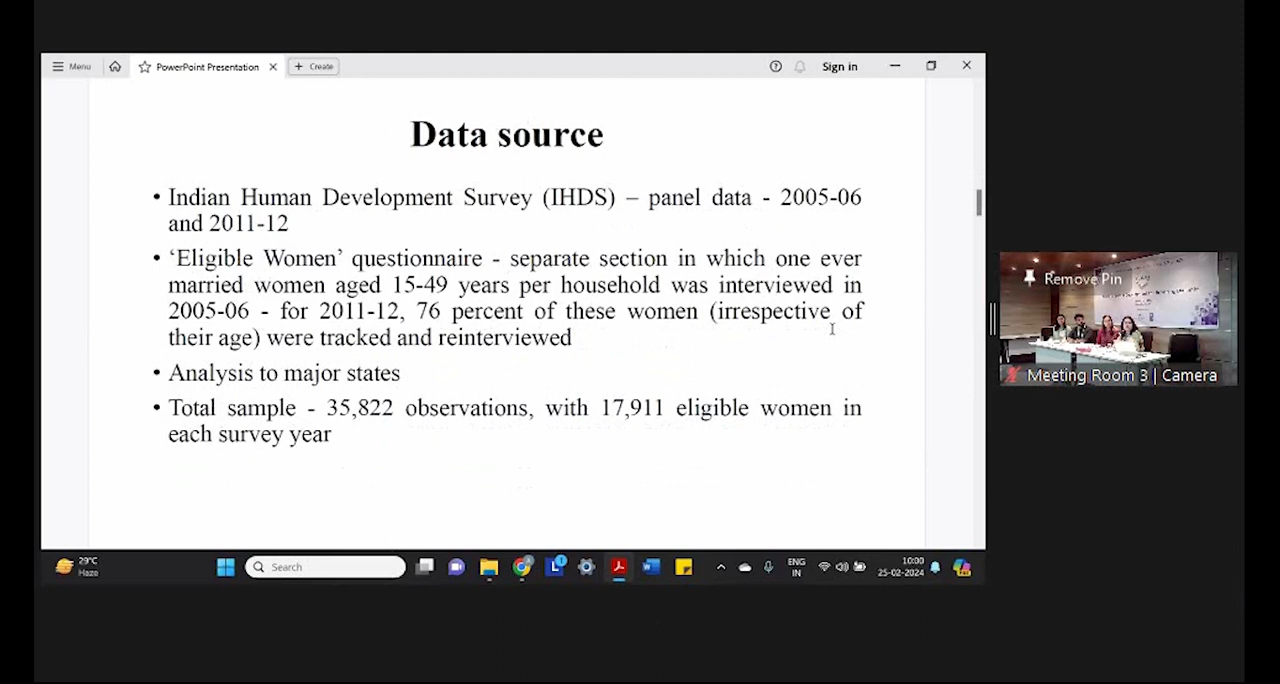 Menu
PowerPoint Presentation
Create
Sign in
Data source
• Indian Human Development Survey (IHDS) – panel data - 2005-06
and 2011-12
• ‘Eligible Women’ questionnaire - separate section in which one ever
married women aged 15-49 years per household was interviewed in
2005-06 - for 2011-12, 76 percent of these women (irrespective of
their age) were tracked and reinterviewed
• Analysis to major states
• Total sample - 35,822 observations, with 17,911 eligible women in
each survey year
Remove Pin
Meeting Room 3 | Camera
29°C
Haze
Search
ENG
IN
10:00
25-02-2024